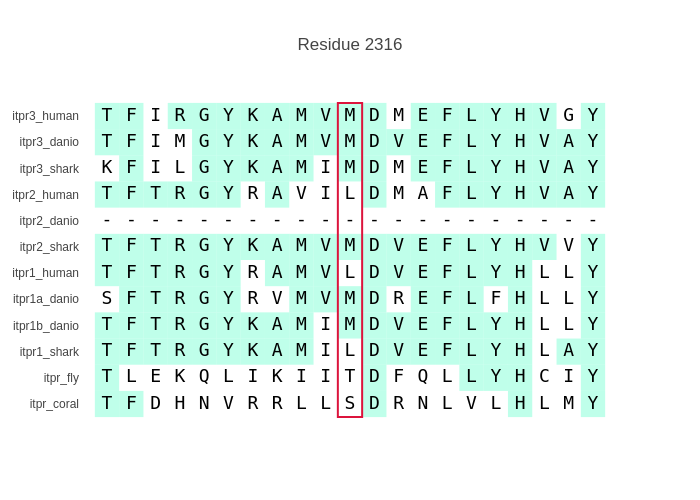 Residue 2316
itpr3_human T F I R G Y K A M V M D M E F L Y H V G Y
itpr3_danio T F I M G Y K A M V M D V E F L Y H V A Y
itpr3_shark K F I L G Y K A M I M D M E F L Y H V A Y
itpr2_human T F T R G Y R A V I L D M A F L Y H V A Y
itpr2_danio - - - - - - - - - - - - - - - - - - - - -
itpr2_shark T F T R G Y K A M V M D V E F L Y H V V Y
itpr1_human T F T R G Y R A M V L D V E F L Y H L L Y
itpr1a_danio S F T R G Y R V M V M D R E F L F H L L Y
itpr1b_danio T F T R G Y K A M I M D V E F L Y H L L Y
itpr1_shark T F T R G Y K A M I L D V E F L Y H L A Y
itpr_fly T L E K Q L I K I I T D F Q L L Y H C I Y
itpr_coral T F D H N V R R L L S D R N L V L H L M Y